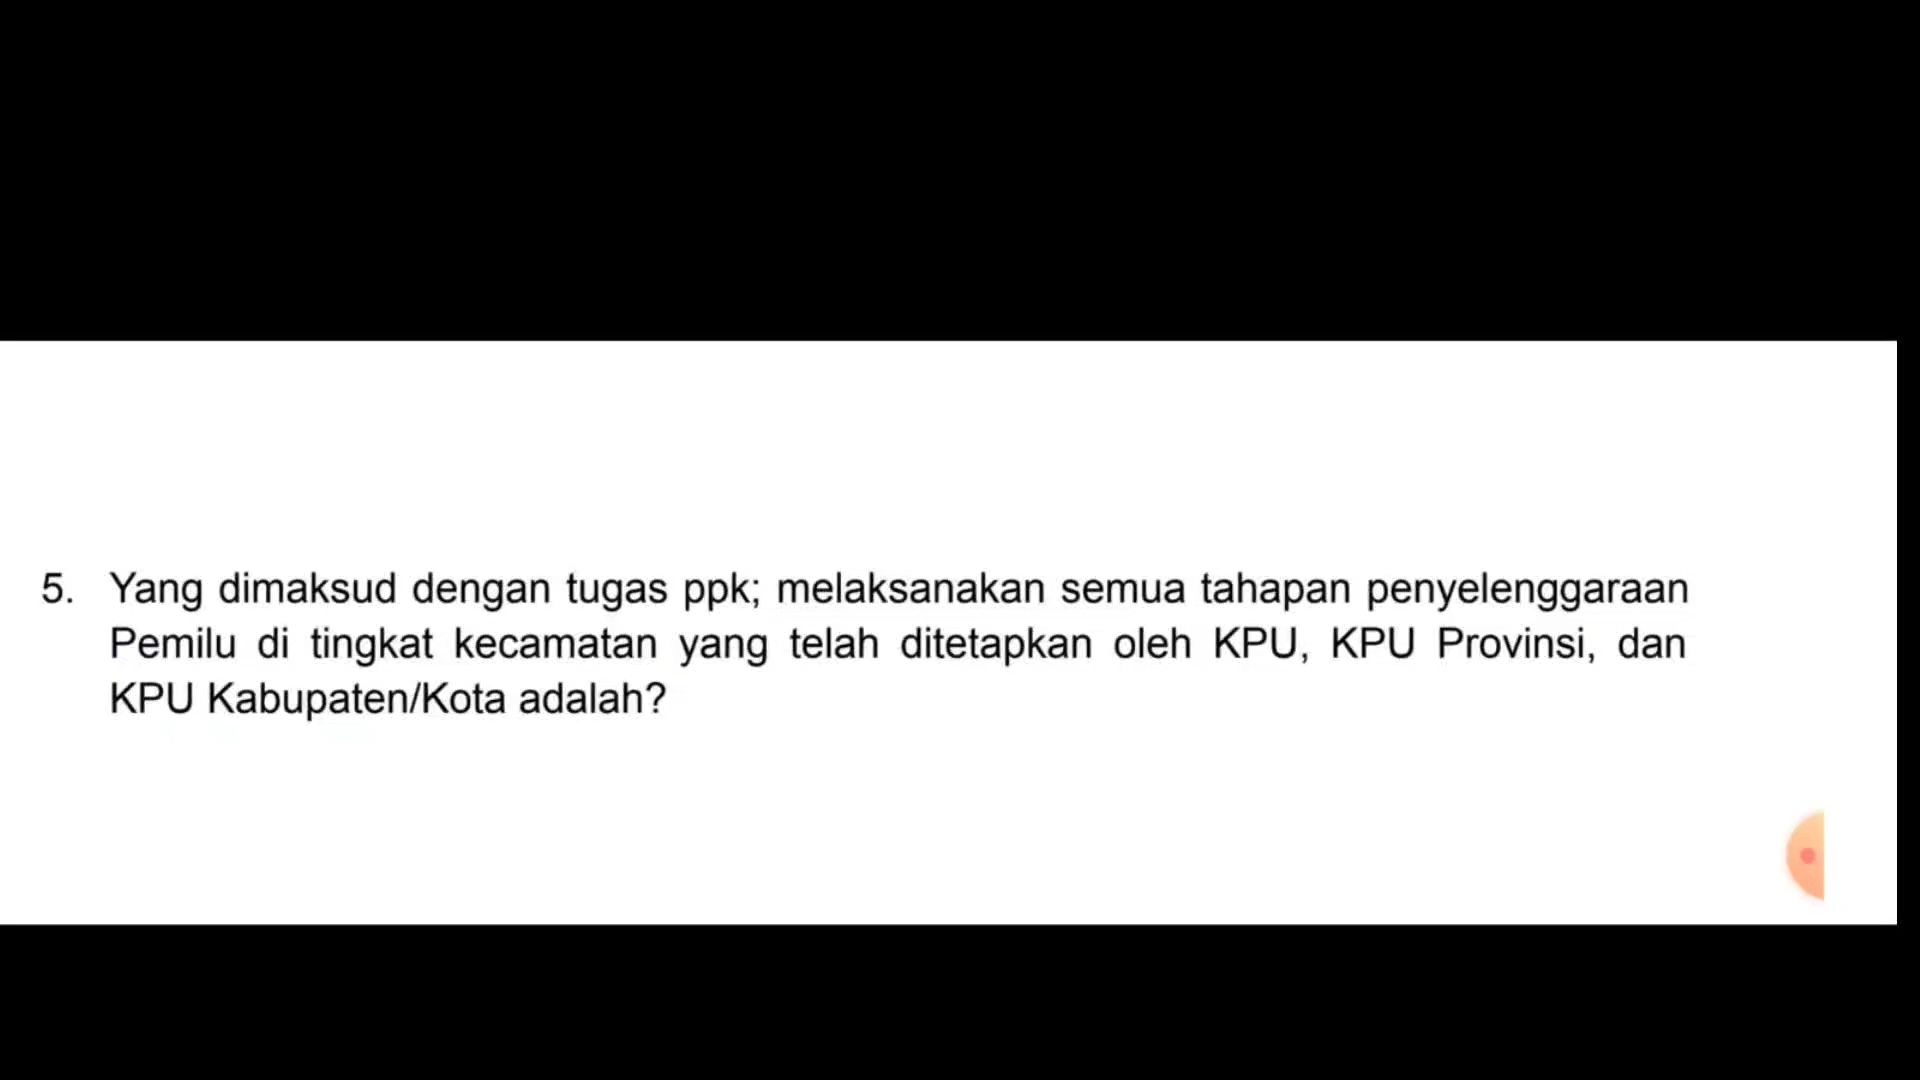 5. Yang dimaksud dengan tugas ppk; melaksanakan semua tahapan penyelenggaraan
Pemilu di tingkat kecamatan yang telah ditetapkan oleh KPU, KPU Provinsi, dan
KPU Kabupaten/Kota adalah?